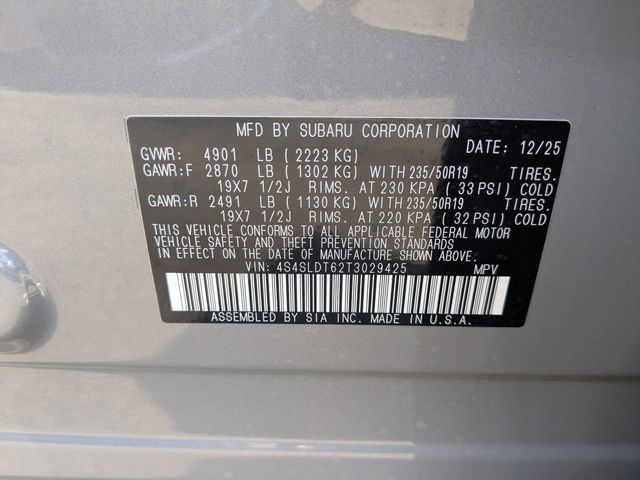 MFD BY SUBARU CORPORATION
DATE: 12/25
GVWR: 4901 LB ( 2223 KG)
GAWR:F 2870 LB ( 1302 KG) WITH 235/50R19 TIRES.
19X7 1/2J RIMS. AT 230 KPA ( 33 PSI) COLD
GAWR:R 2491 LB ( 1130 KG) WITH 235/50R19 TIRES.
19X7 1/2J RIMS. AT 220 KPA ( 32 PSI) COLD
THIS VEHICLE CONFORMS TO ALL APPLICABLE FEDERAL MOTOR
VEHICLE SAFETY AND THEFT PREVENTION STANDARDS
IN EFFECT ON THE DATE OF MANUFACTURE SHOWN ABOVE.
VIN: 4S4SLDT62T3029425 MPV
ASSEMBLED BY SIA INC. MADE IN U.S.A.